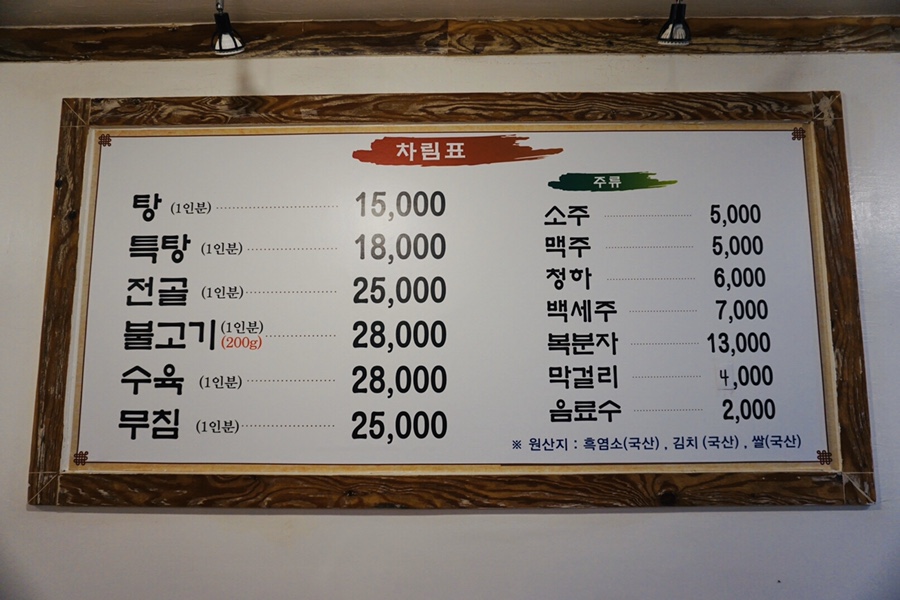 차림표
탕 (1인분) 15,000
특탕 (1인분) 18,000
전골 (1인분) 25,000
불고기 (1인분) (200g) 28,000
수육 (1인분) 28,000
무침 (1인분) 25,000
주류
소주 5,000
맥주 5,000
청하 6,000
백세주 7,000
복분자 13,000
막걸리 4,000
음료수 2,000
※ 원산지 : 흑염소(국산) , 김치 (국산) , 쌀(국산)